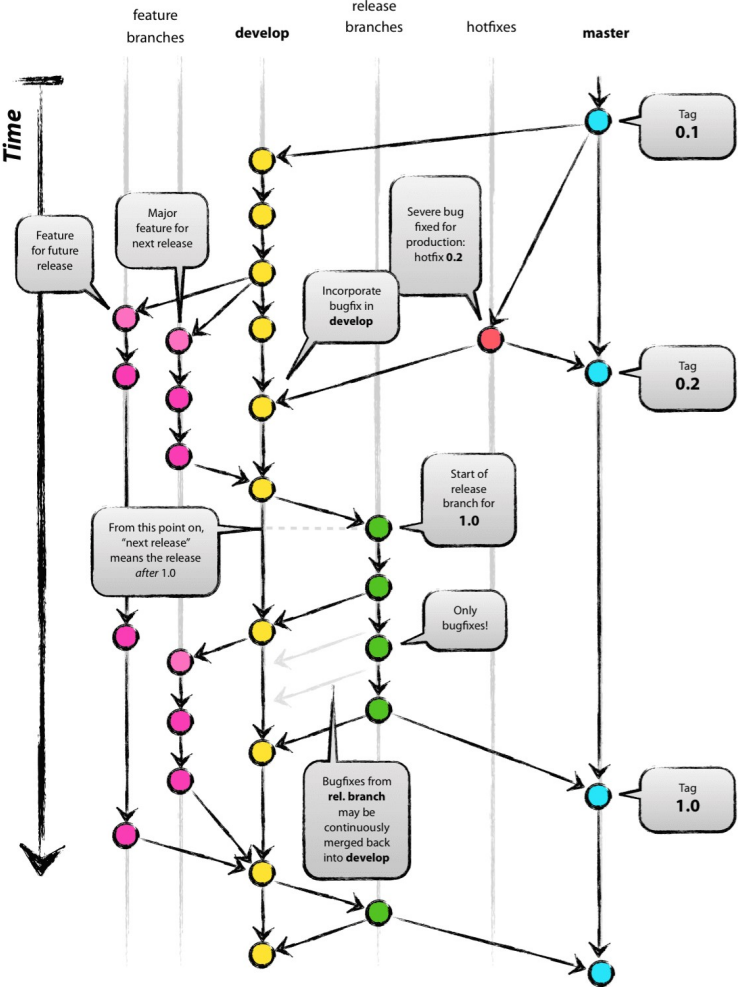 feature
branches
develop
release
branches
hotfixes
master
Time
Tag
0.1
Feature
for future
release
Major
feature for
next release
Severe bug
fixed for
production:
hotfix 0.2
Incorporate
bugfix in
develop
Tag
0.2
Start of
release
branch for
1.0
From this point on,
“next release”
means the release
after 1.0
Only
bugfixes!
Bugfixes from
rel. branch
may be
continuously
merged back
into develop
Tag
1.0